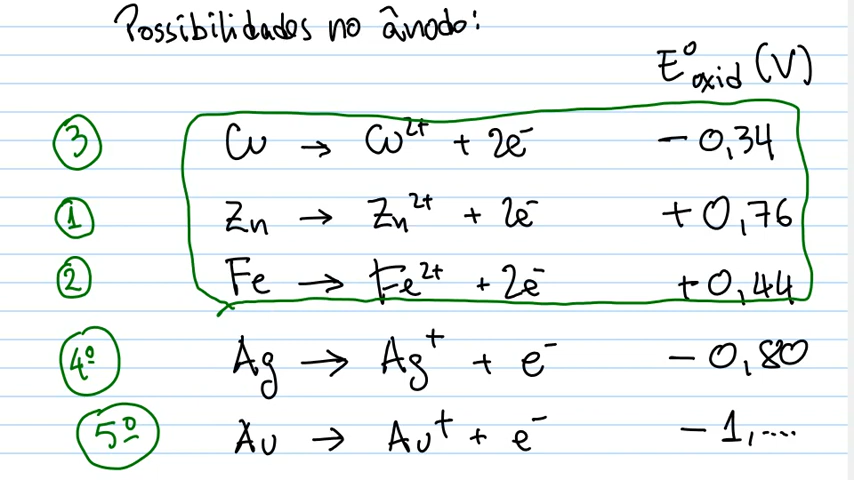 Possibilidades no ânodo:
E⁰oxid (V)
3 Cu → Cu²⁺ + 2e⁻ - 0,34
1 Zn → Zn²⁺ + 2e⁻ + 0,76
2 Fe → Fe²⁺ + 2e⁻ + 0,44
4º Ag → Ag⁺ + e⁻ - 0,80
5º Au → Au⁺ + e⁻ - 1,....